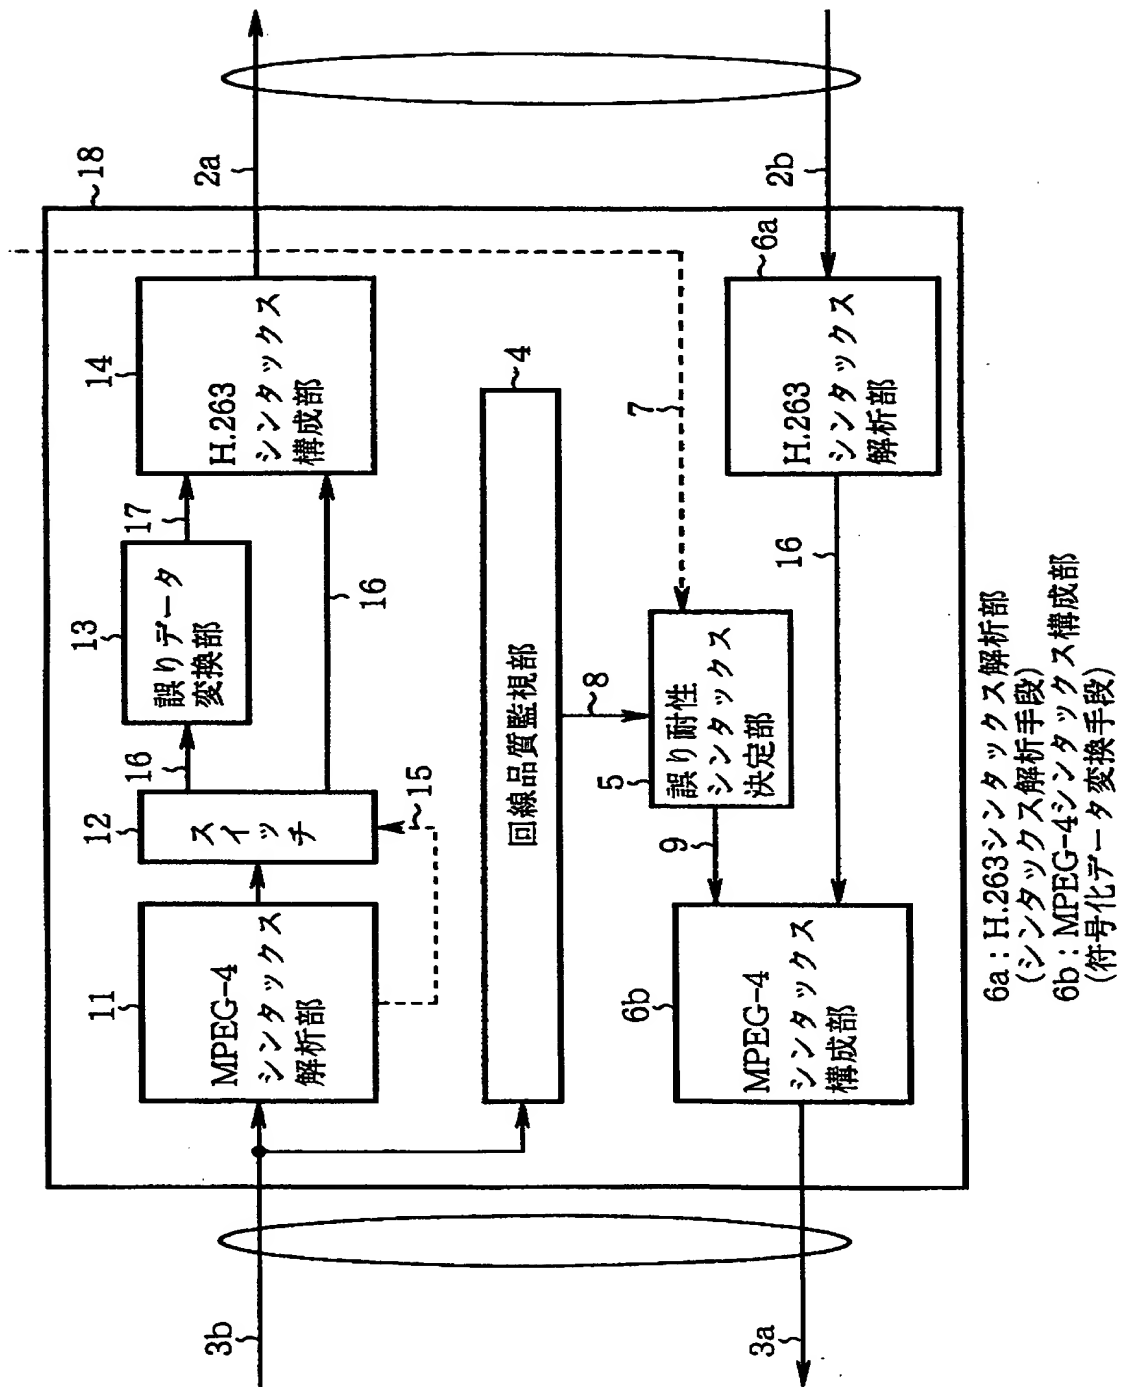 18
2a
14
H.263
シンタックス
構成部
17
13
誤りデータ
変換部
16
16
12
スイッチ
15
11
MPEG-4
シンタックス
解析部
3b
4
回線品質監視部
7
8
5
誤り耐性
シンタックス
決定部
9
2b
6a
H.263
シンタックス
解析部
16
6b
MPEG-4
シンタックス
構成部
3a
6a：H.263シンタックス解析部
(シンタックス解析手段)
6b：MPEG-4シンタックス構成部
(符号化データ変換手段)